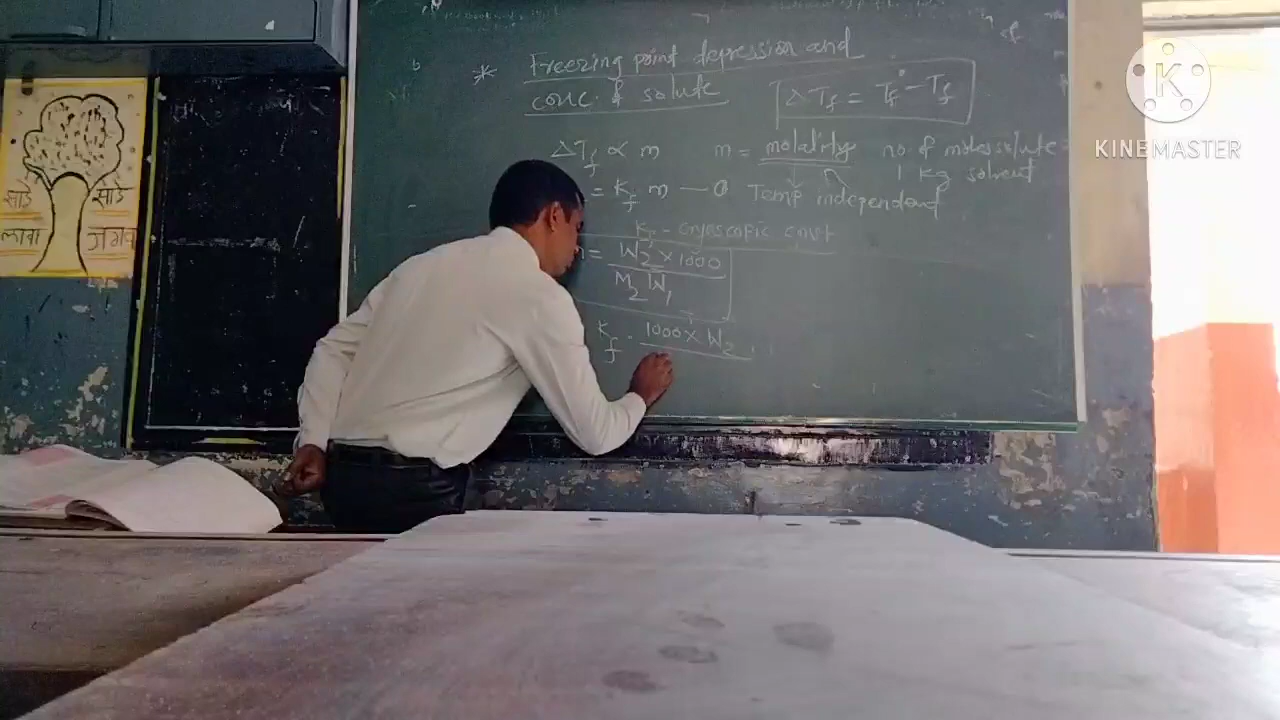 * Freezing point depression and
conc. of solute
ΔTf = Tf° - Tf
ΔTf ∝ m m = molality no. of moles solute
1 kg solvent
= Kf m — a Temp independent
Kf - cryoscopic const
= W2 × 1000
M2 W1
Kf · 1000 × W2
साडे साडे
लावा जगवा
K
KINEMASTER